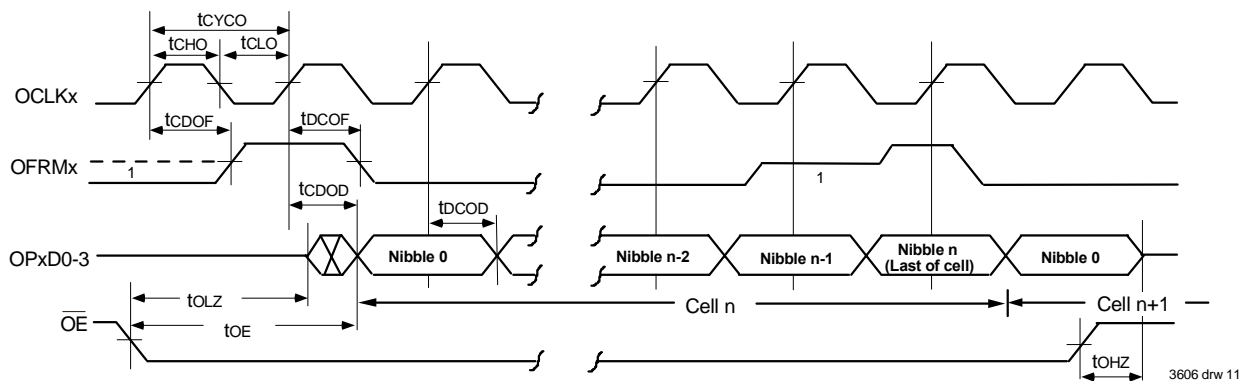 tCYCO
tCHO tCLO
OCLKx
tCDOF tDCOF
OFRMx
1 1
tCDOD
tDCOD
OPxD0-3
Nibble 0 Nibble n-2 Nibble n-1 Nibble n Nibble 0
(Last of cell)
tOLZ
Cell n Cell n+1
OE
tOE
tOHZ
3606 drw 11